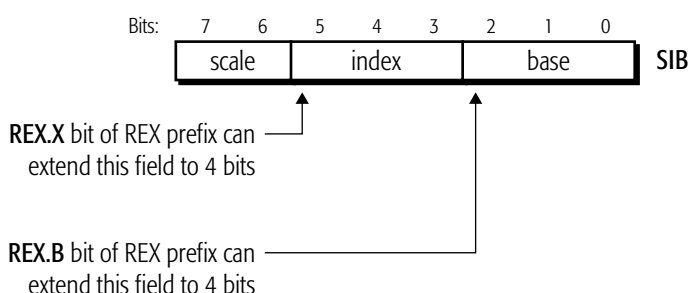 Bits: 7 6 5 4 3 2 1 0
scale index base SIB
REX.X bit of REX prefix can
extend this field to 4 bits
REX.B bit of REX prefix can
extend this field to 4 bits